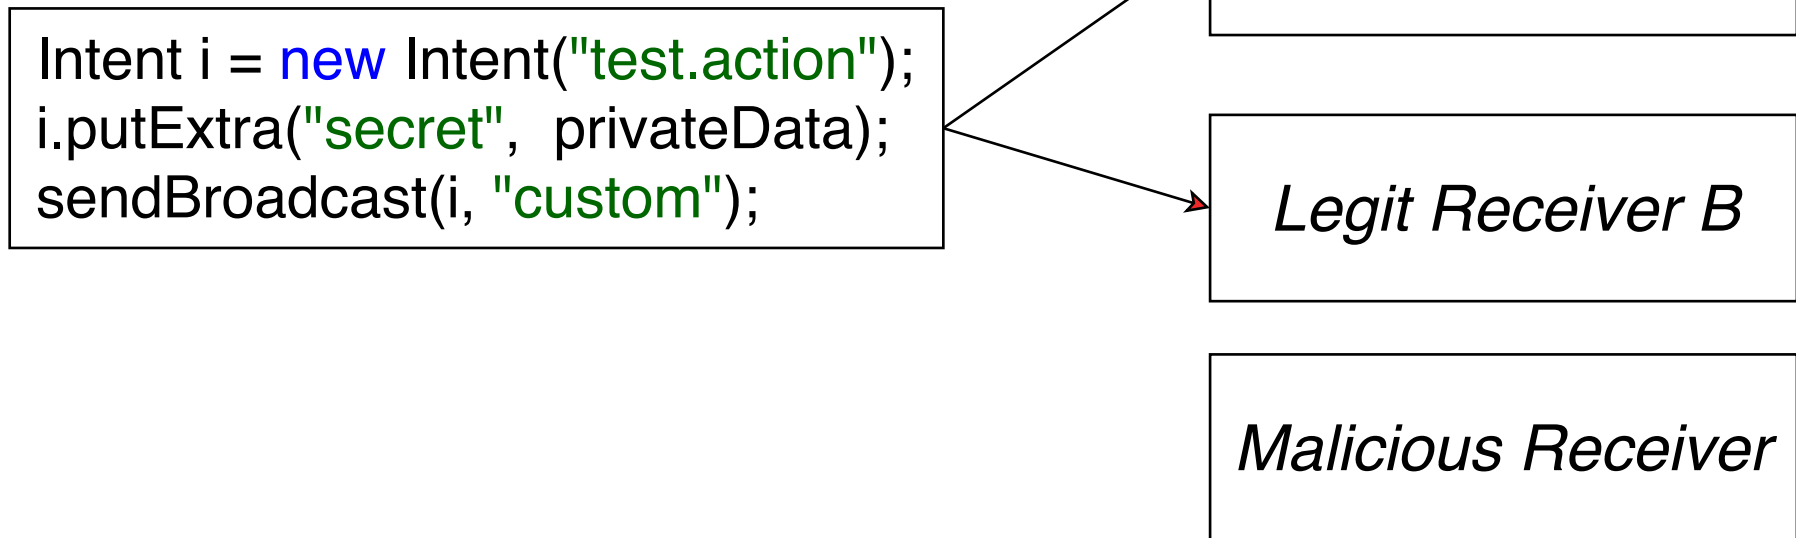 Intent i = new Intent("test.action");
i.putExtra("secret",  privateData);
sendBroadcast(i, "custom");
Legit Receiver B
Malicious Receiver